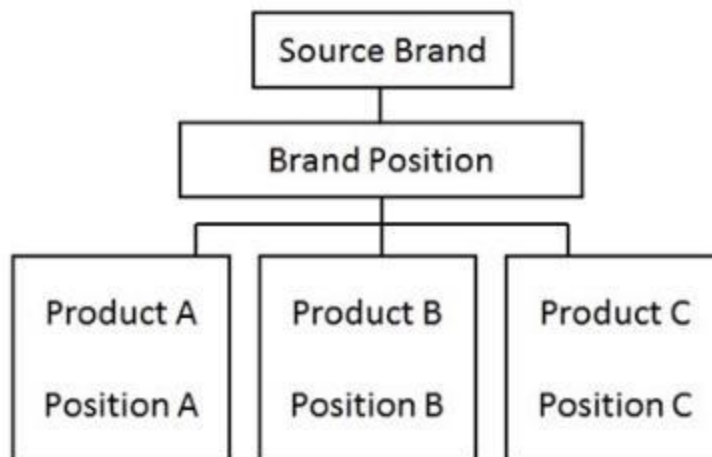 Source Brand
Brand Position
Product A
Position A
Product B
Position B
Product C
Position C